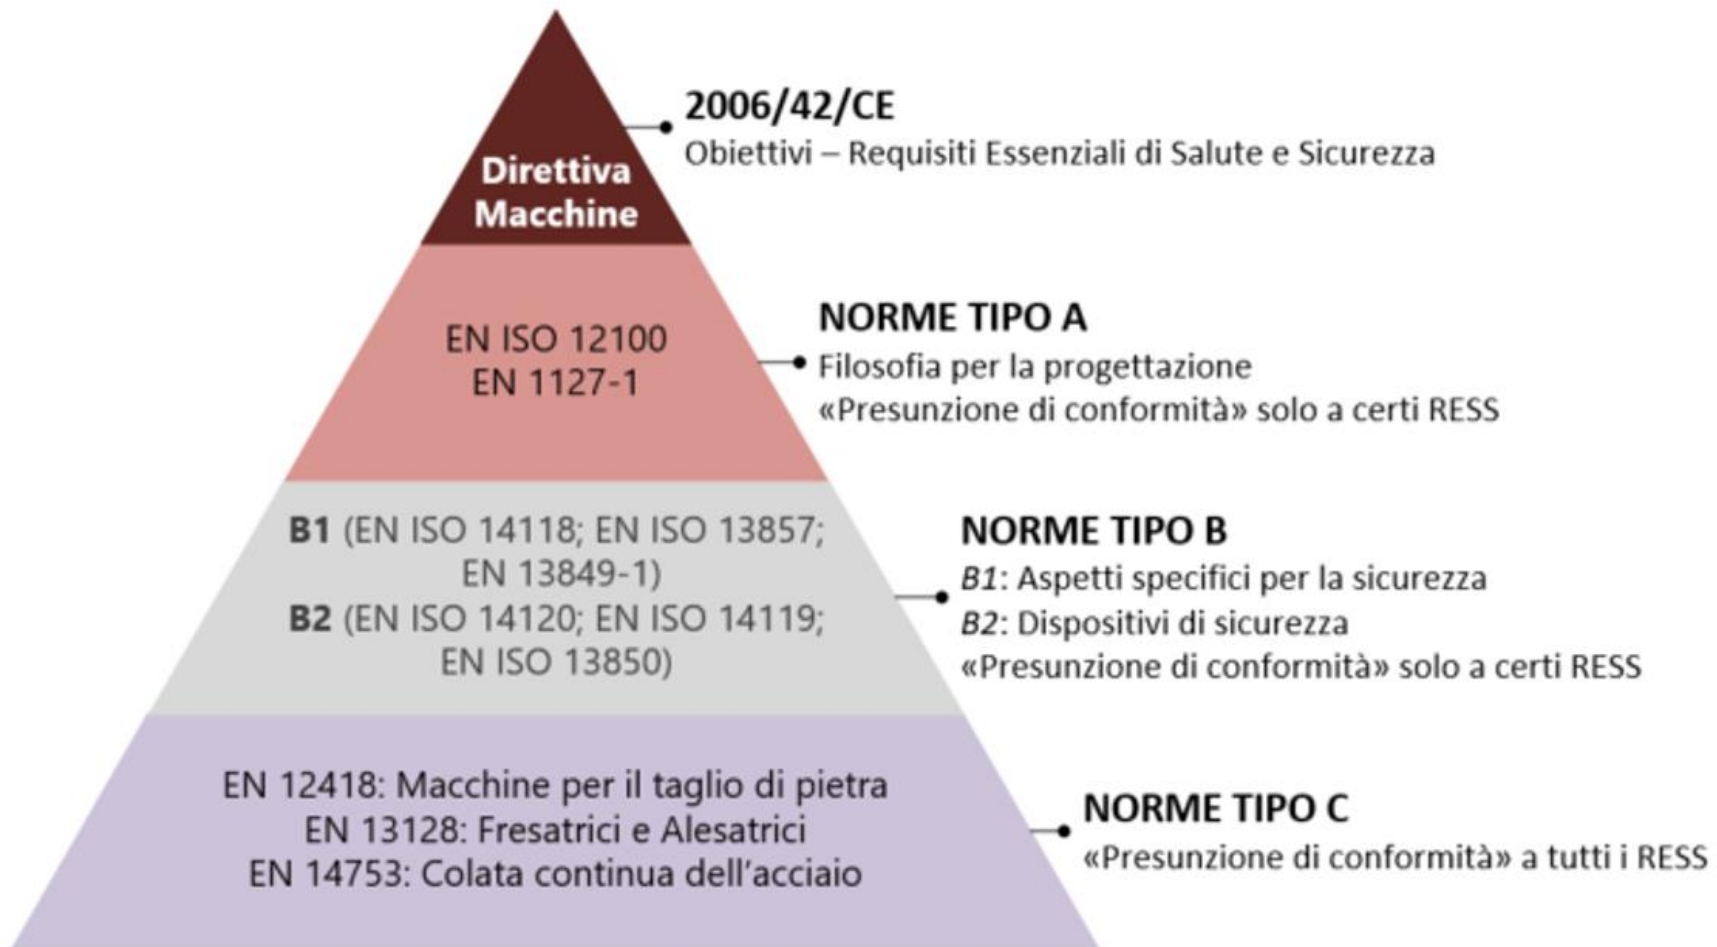 2006/42/CE
Obiettivi – Requisiti Essenziali di Salute e Sicurezza
Direttiva
Macchine
EN ISO 12100
EN 1127-1
NORME TIPO A
Filosofia per la progettazione
«Presunzione di conformità» solo a certi RESS
B1 (EN ISO 14118; EN ISO 13857;
EN 13849-1)
B2 (EN ISO 14120; EN ISO 14119;
EN ISO 13850)
NORME TIPO B
B1: Aspetti specifici per la sicurezza
B2: Dispositivi di sicurezza
«Presunzione di conformità» solo a certi RESS
EN 12418: Macchine per il taglio di pietra
EN 13128: Fresatrici e Alesatrici
EN 14753: Colata continua dell’acciaio
NORME TIPO C
«Presunzione di conformità» a tutti i RESS